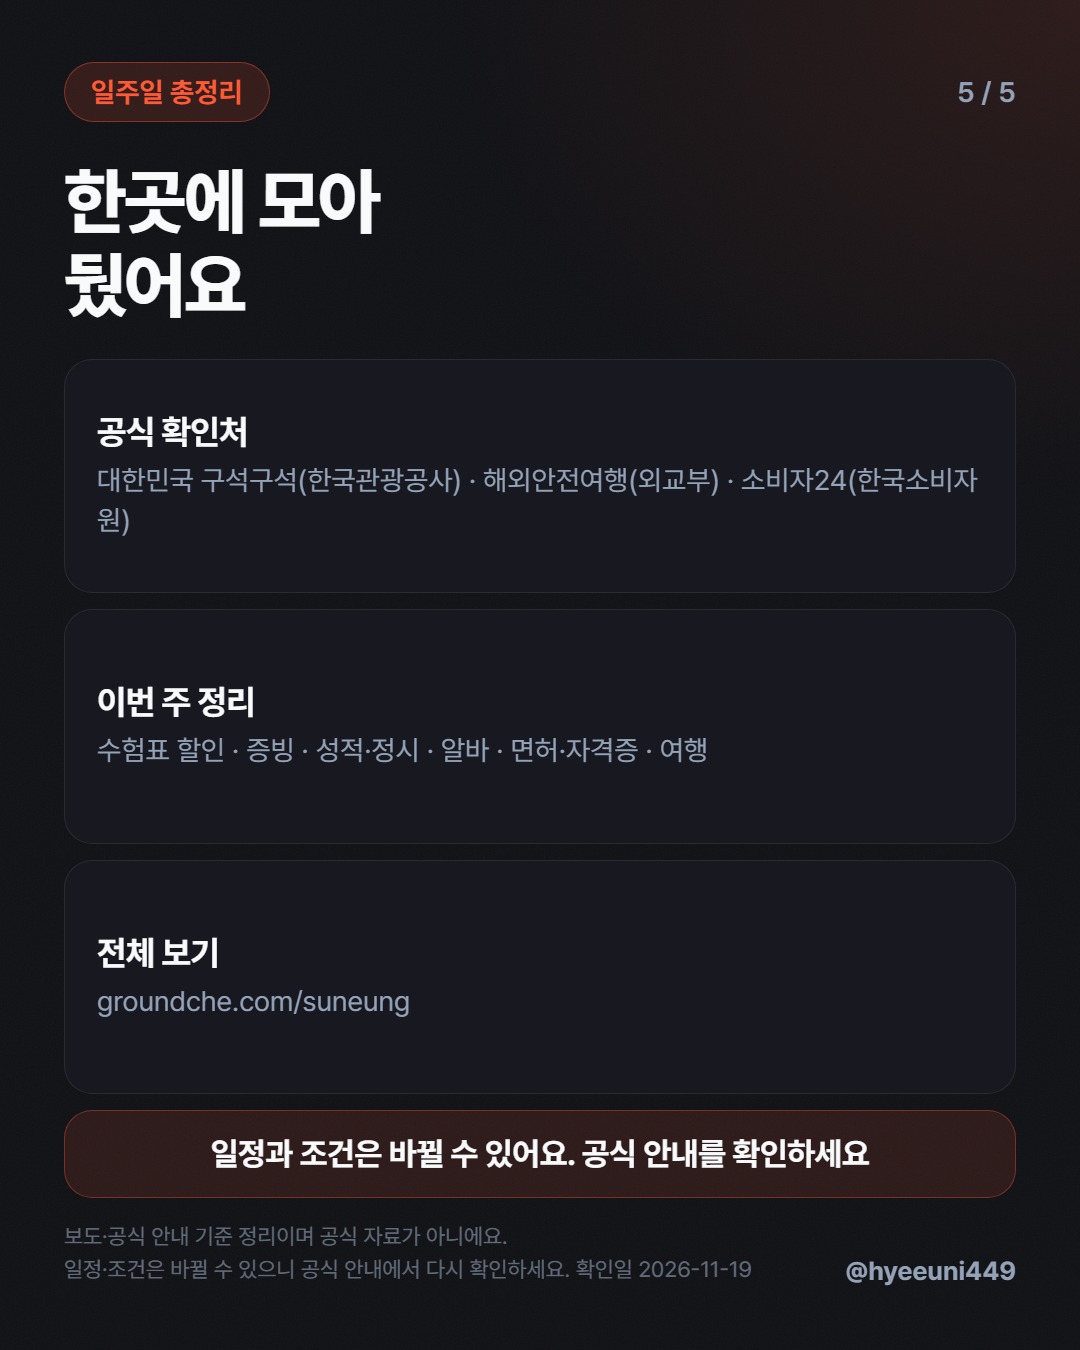 일주일 총정리
5 / 5
한곳에 모아
뒀어요
공식 확인처
대한민국 구석구석(한국관광공사) · 해외안전여행(외교부) · 소비자24(한국소비자
원)
이번 주 정리
수험표 할인 · 증빙 · 성적·정시 · 알바 · 면허·자격증 · 여행
전체 보기
groundche.com/suneung
일정과 조건은 바뀔 수 있어요. 공식 안내를 확인하세요
보도·공식 안내 기준 정리이며 공식 자료가 아니에요.
일정·조건은 바뀔 수 있으니 공식 안내에서 다시 확인하세요. 확인일 2026-11-19
@hyeeuni449